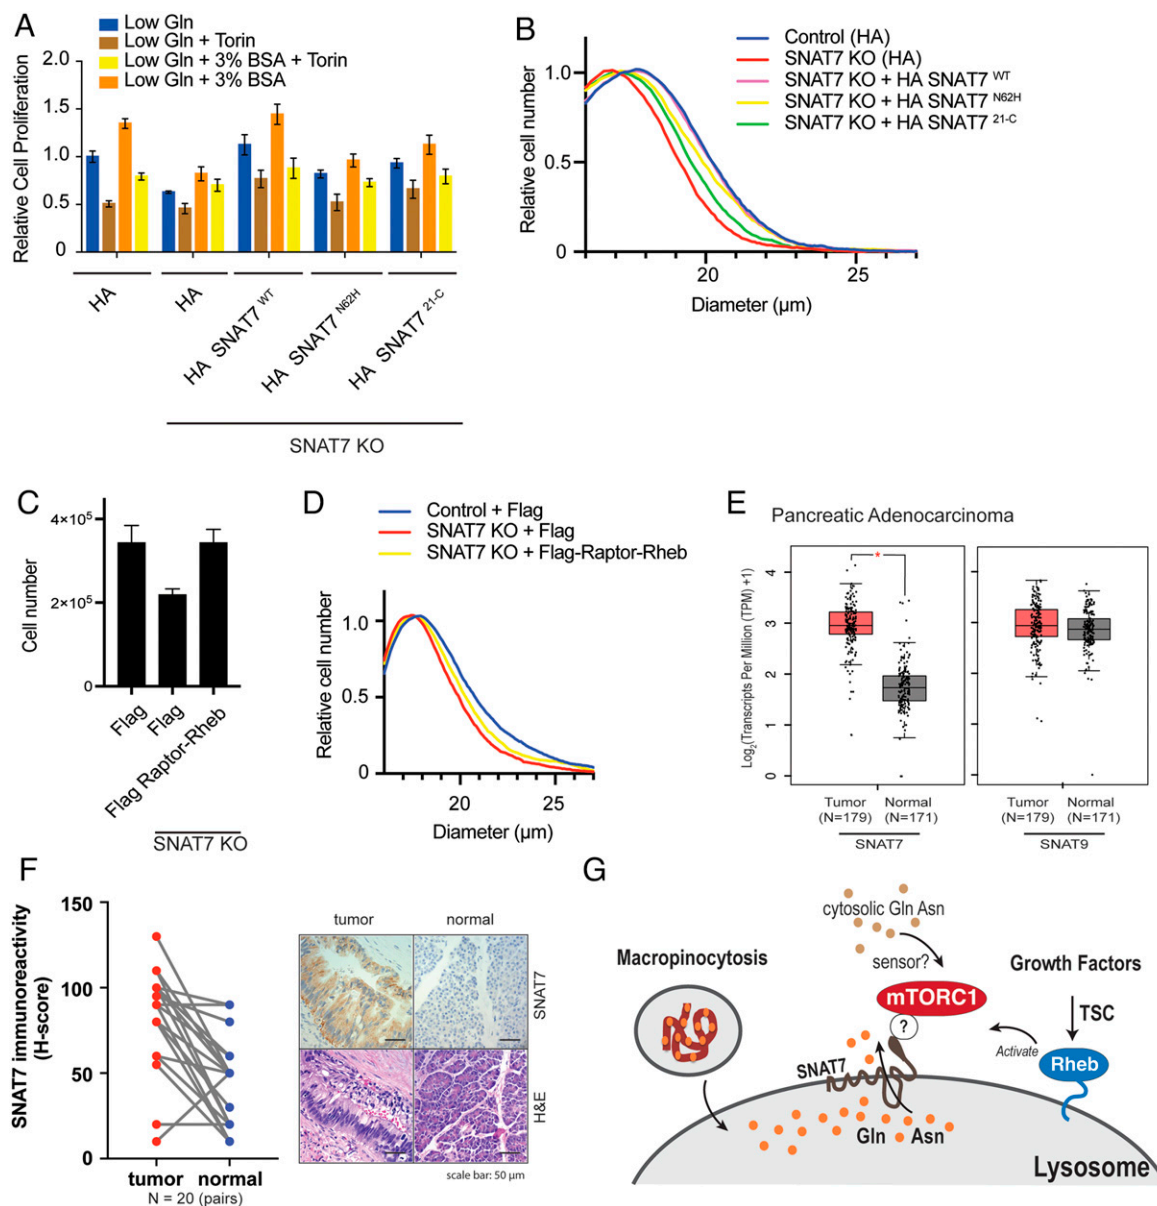 A
Low Gln
Low Gln + Torin
Low Gln + 3% BSA + Torin
Low Gln + 3% BSA
Relative Cell Proliferation
2.0
1.5
1.0
0.5
0
HA
HA
HA SNAT7 WT
HA SNAT7 N62H
HA SNAT7 21-C
SNAT7 KO
B
Control (HA)
SNAT7 KO (HA)
SNAT7 KO + HA SNAT7 WT
SNAT7 KO + HA SNAT7 N62H
SNAT7 KO + HA SNAT7 21-C
Relative cell number
1.0
0.5
0
20
25
Diameter (µm)
C
Cell number
4×10⁵
2×10⁵
0
Flag
Flag
Flag Raptor-Rheb
SNAT7 KO
D
Control + Flag
SNAT7 KO + Flag
SNAT7 KO + Flag-Raptor-Rheb
Relative cell number
1.0
0.5
0
20
25
Diameter (µm)
E
Pancreatic Adenocarcinoma
Log₂(Transcripts Per Million (TPM) +1)
4
3
2
1
0
*
Tumor
(N=179)
Normal
(N=171)
SNAT7
Tumor
(N=179)
Normal
(N=171)
SNAT9
F
SNAT7 immunoreactivity
(H-score)
150
100
50
0
tumor
normal
N = 20 (pairs)
tumor
normal
SNAT7
H&E
scale bar: 50 µm
G
cytosolic Gln Asn
Macropinocytosis
sensor?
mTORC1
?
Growth Factors
TSC
Activate
Rheb
SNAT7
Gln
Asn
Lysosome